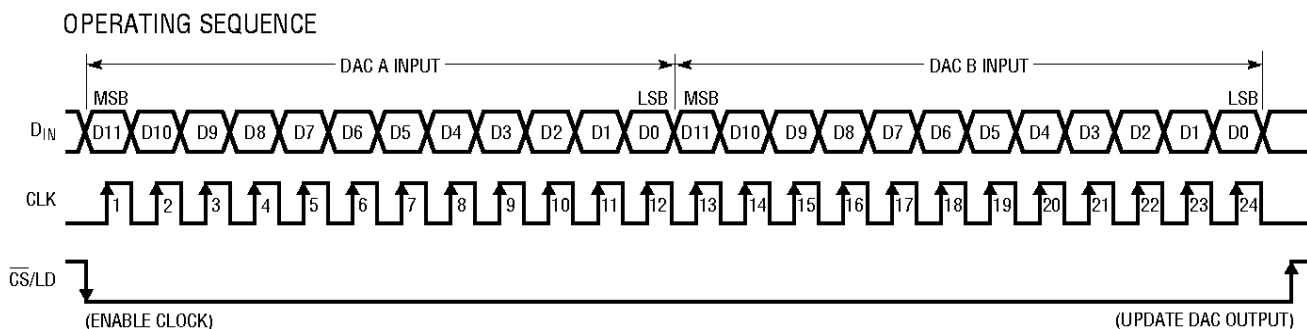 OPERATING SEQUENCE
DAC A INPUT DAC B INPUT
MSB LSB MSB LSB
DIN D11 D10 D9 D8 D7 D6 D5 D4 D3 D2 D1 D0 D11 D10 D9 D8 D7 D6 D5 D4 D3 D2 D1 D0
CLK 1 2 3 4 5 6 7 8 9 10 11 12 13 14 15 16 17 18 19 20 21 22 23 24
C̅S̅/LD
(ENABLE CLOCK) (UPDATE DAC OUTPUT)